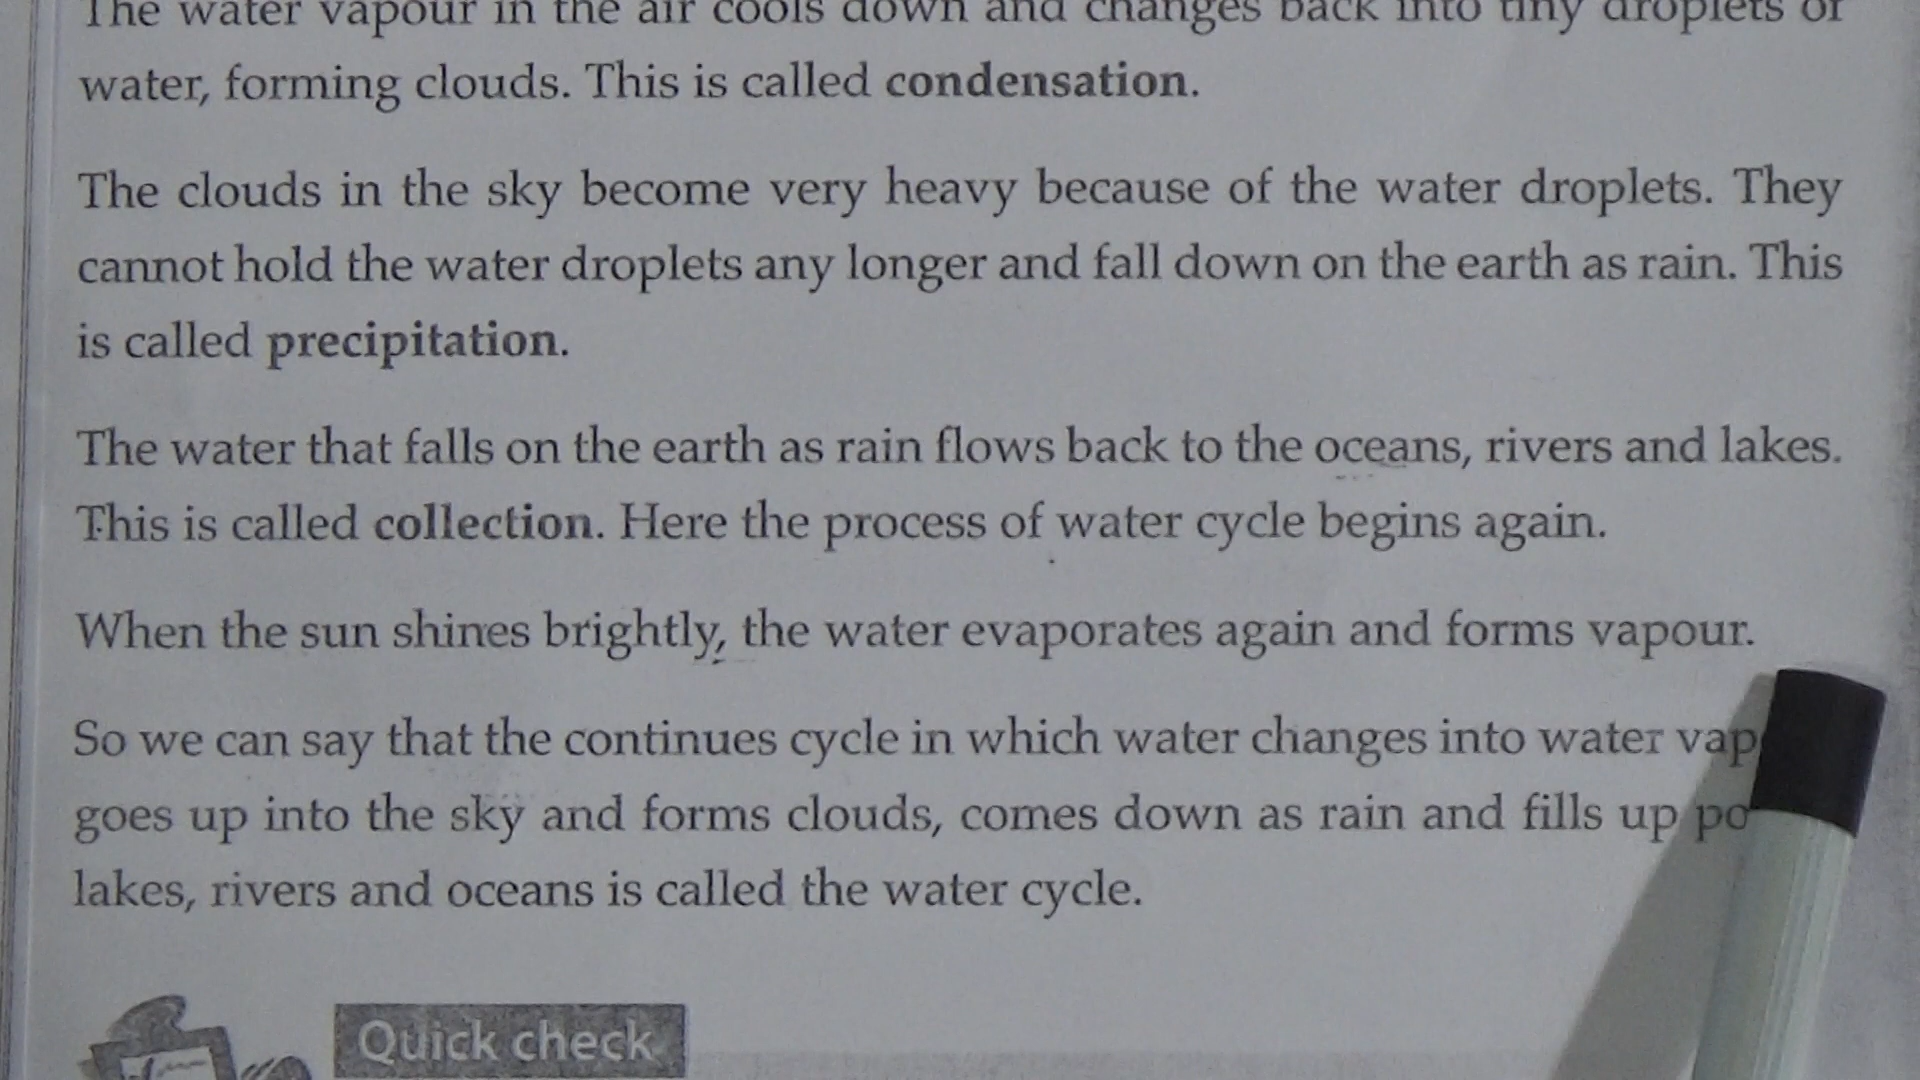 The water vapour in the air cools down and changes back into tiny droplets of
water, forming clouds. This is called condensation.
The clouds in the sky become very heavy because of the water droplets. They
cannot hold the water droplets any longer and fall down on the earth as rain. This
is called precipitation.
The water that falls on the earth as rain flows back to the oceans, rivers and lakes.
This is called collection. Here the process of water cycle begins again.
When the sun shines brightly, the water evaporates again and forms vapour.
So we can say that the continues cycle in which water changes into water
goes up into the sky and forms clouds, comes down as rain and fills up
lakes, rivers and oceans is called the water cycle.
Quick check